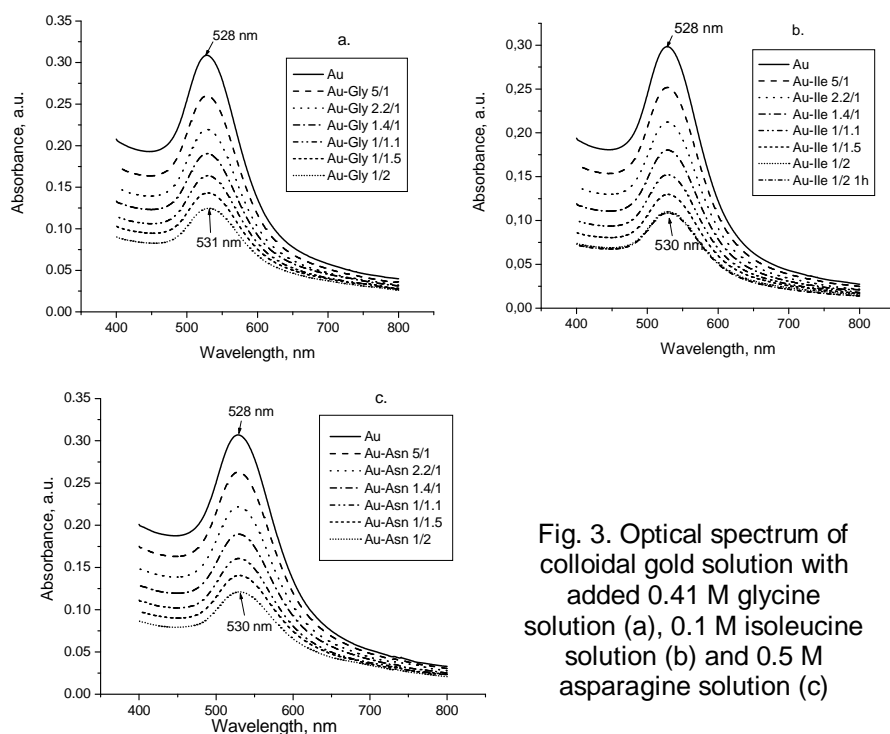 a.
528 nm
0.35
0.30
0.25
0.20
0.15
0.10
0.05
0.00
Absorbance, a.u.
Au
Au-Gly 5/1
Au-Gly 2.2/1
Au-Gly 1.4/1
Au-Gly 1/1.1
Au-Gly 1/1.5
Au-Gly 1/2
531 nm
400
500
600
700
800
Wavelength, nm
b.
528 nm
0,30
0,25
0,20
0,15
0,10
0,05
0,00
Absorbance, a.u.
Au
Au-Ile 5/1
Au-Ile 2.2/1
Au-Ile 1.4/1
Au-Ile 1/1.1
Au-Ile 1/1.5
Au-Ile 1/2
Au-Ile 1/2 1h
530 nm
400
500
600
700
800
Wavelength, nm
c.
528 nm
0.35
0.30
0.25
0.20
0.15
0.10
0.05
0.00
Absorbance, a.u.
Au
Au-Asn 5/1
Au-Asn 2.2/1
Au-Asn 1.4/1
Au-Asn 1/1.1
Au-Asn 1/1.5
Au-Asn 1/2
530 nm
400
500
600
700
800
Wavelength, nm
Fig. 3. Optical spectrum of
colloidal gold solution with
added 0.41 M glycine
solution (a), 0.1 M isoleucine
solution (b) and 0.5 M
asparagine solution (c)